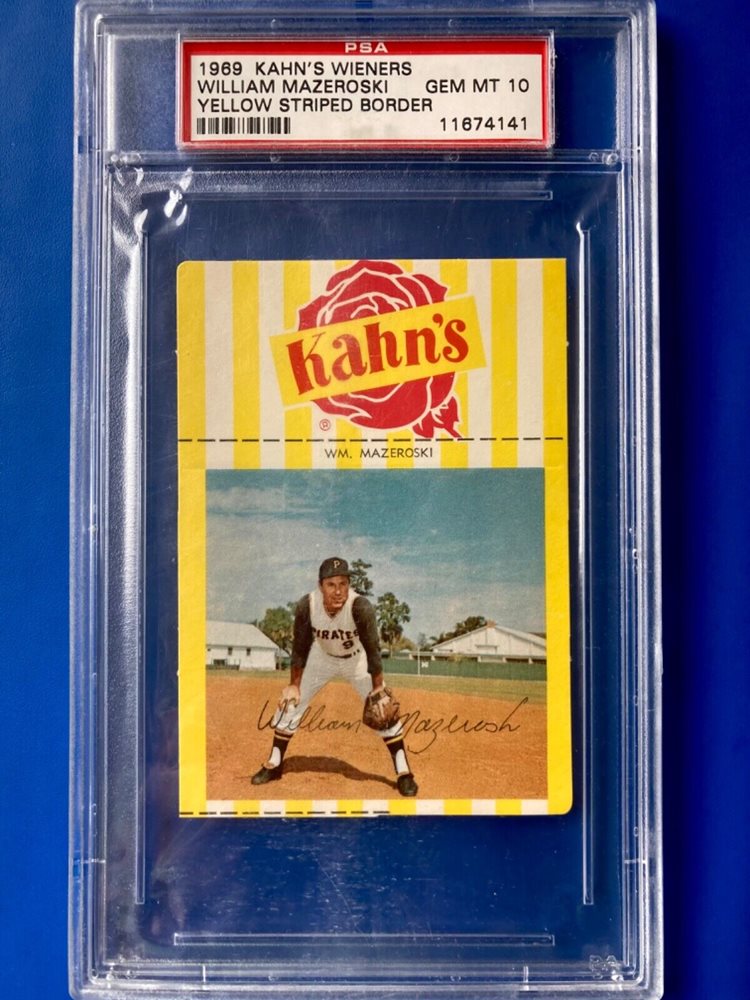 PSA
1969 KAHN'S WIENERS
WILLIAM MAZEROSKI GEM MT 10
YELLOW STRIPED BORDER
11674141
Kahn's
®
WM. MAZEROSKI
P
PIRATES
9
William Mazeroski